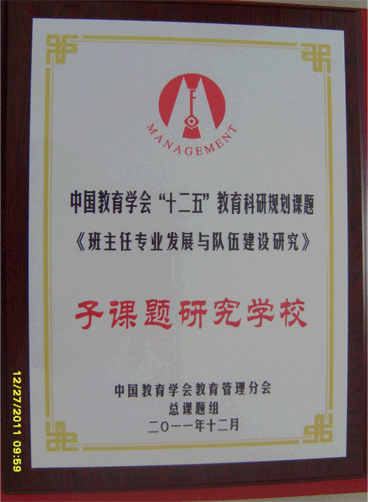 MANAGEMENT
中国教育学会“十二五”教育科研规划课题
《班主任专业发展与队伍建设研究》
子课题研究学校
中国教育学会教育管理分会
总课题组
二〇一一年十二月
12/27/2011 09:59